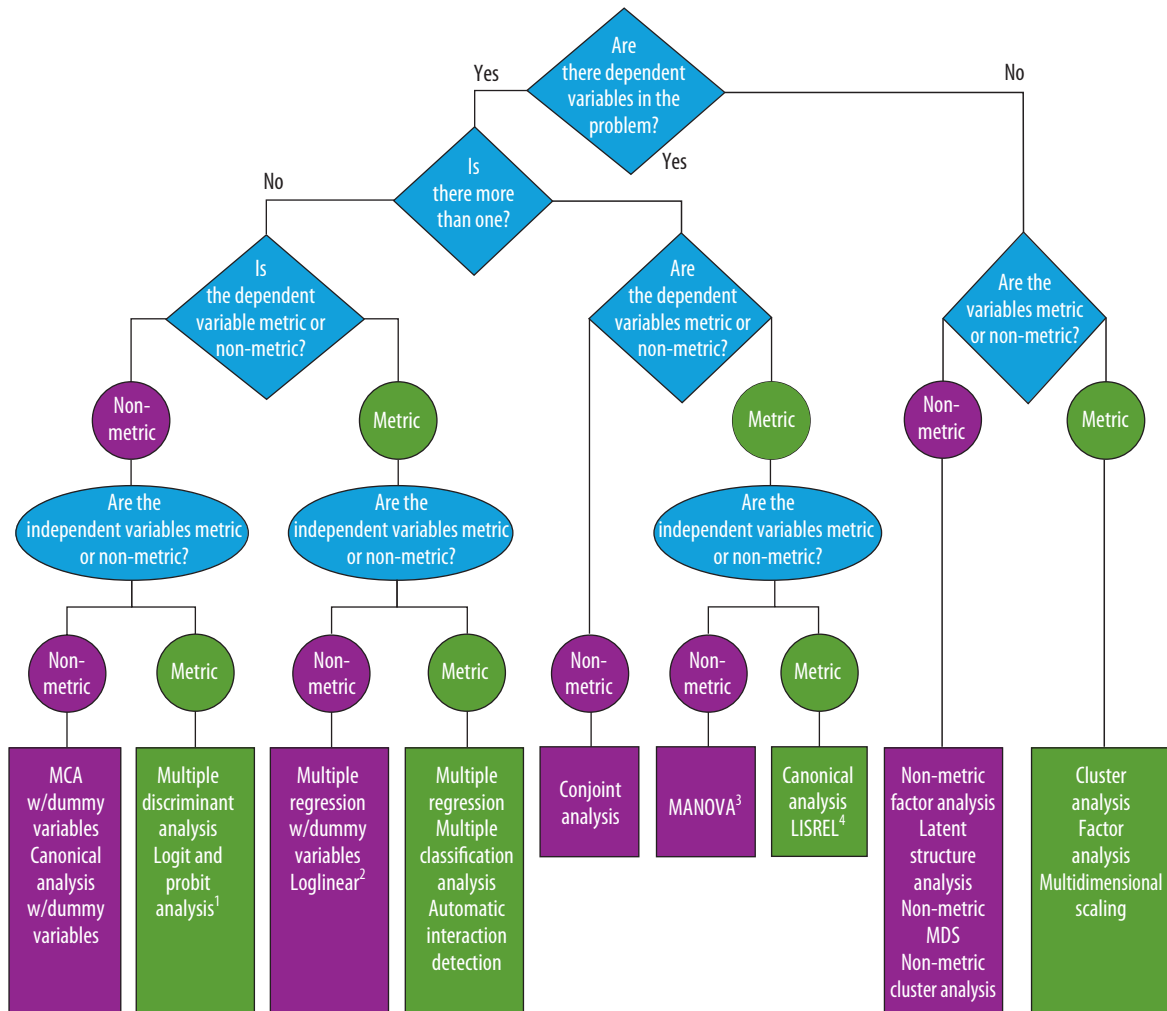 Are
there dependent
variables in the
problem?
Yes
No
Is
there more
than one?
No
Yes
Is
the dependent
variable metric or
non-metric?
Are
the dependent
variables metric or
non-metric?
Are the
variables metric
or non-metric?
Non-
metric
Metric
Metric
Non-
metric
Metric
Are the
independent variables metric
or non-metric?
Are the
independent variables metric
or non-metric?
Are the
independent variables metric
or non-metric?
Non-
metric
Metric
Non-
metric
Metric
Non-
metric
Non-
metric
Metric
MCA
w/dummy
variables
Canonical
analysis
w/dummy
variables
Multiple
discriminant
analysis
Logit and
probit
analysis1
Multiple
regression
w/dummy
variables
Loglinear2
Multiple
regression
Multiple
classification
analysis
Automatic
interaction
detection
Conjoint
analysis
MANOVA3
Canonical
analysis
LISREL4
Non-metric
factor analysis
Latent
structure
analysis
Non-metric
MDS
Non-metric
cluster analysis
Cluster
analysis
Factor
analysis
Multidimensional
scaling